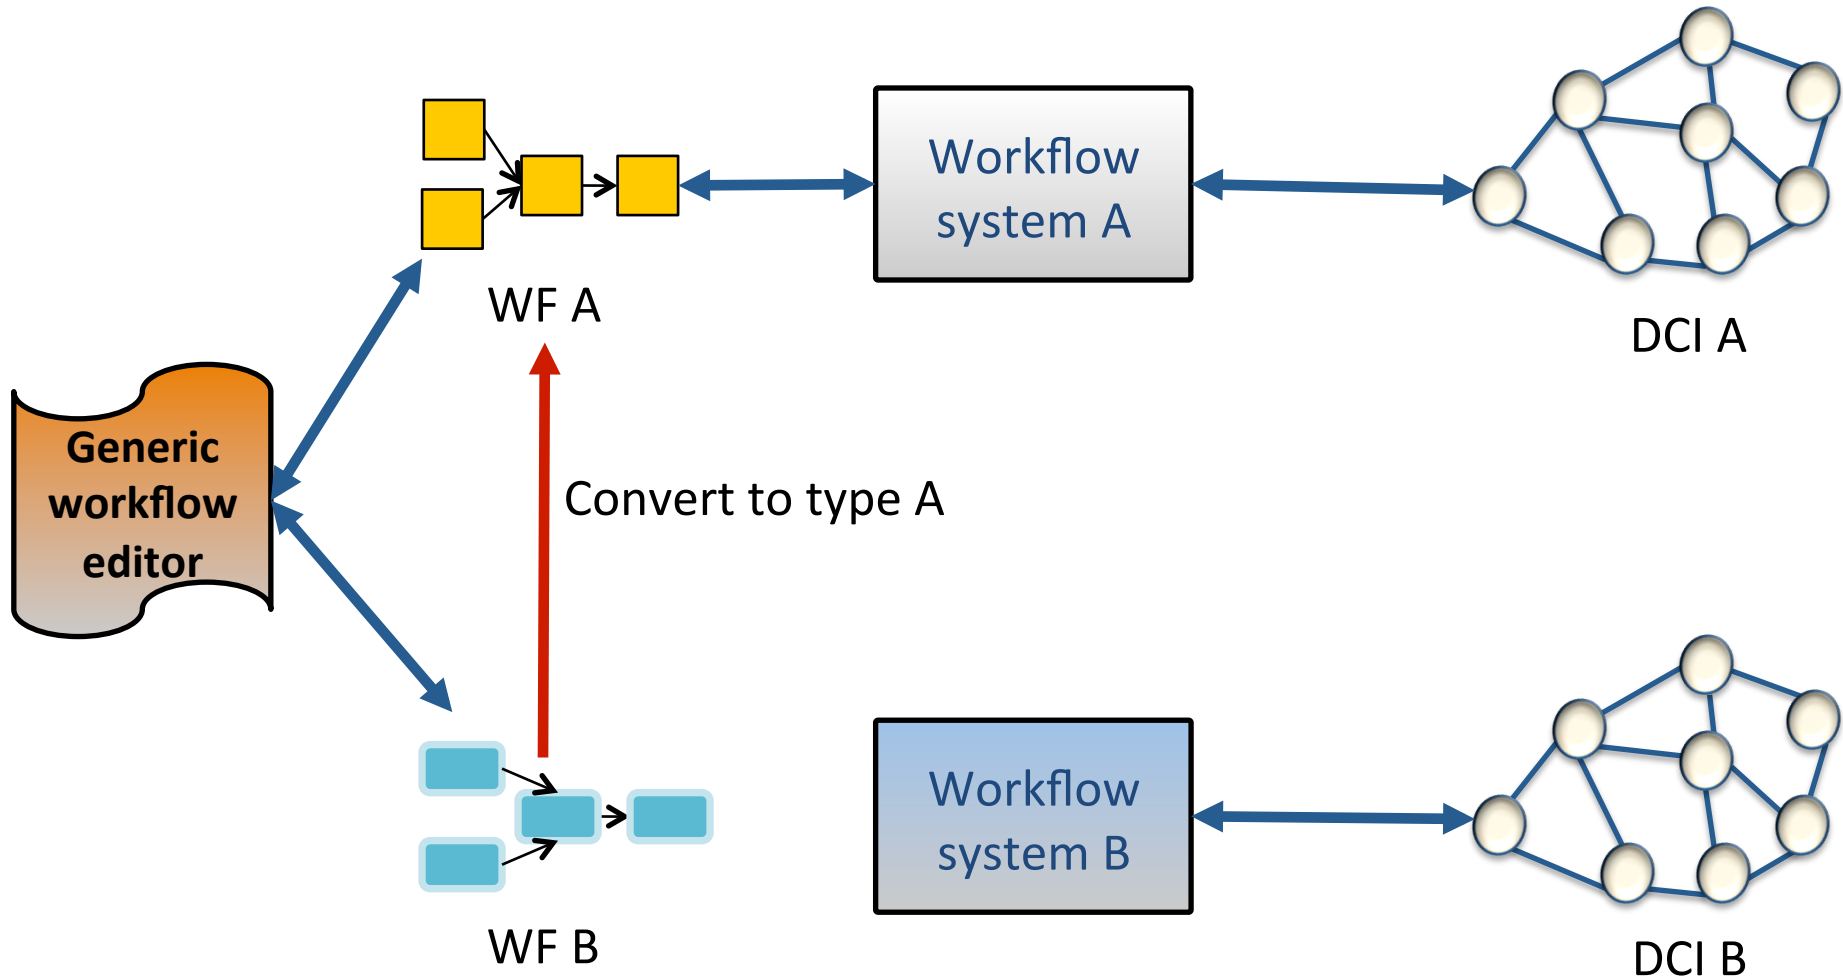 Workflow
system A
WF A
DCI A
Generic
workflow
editor
Convert to type A
Workflow
system B
WF B
DCI B